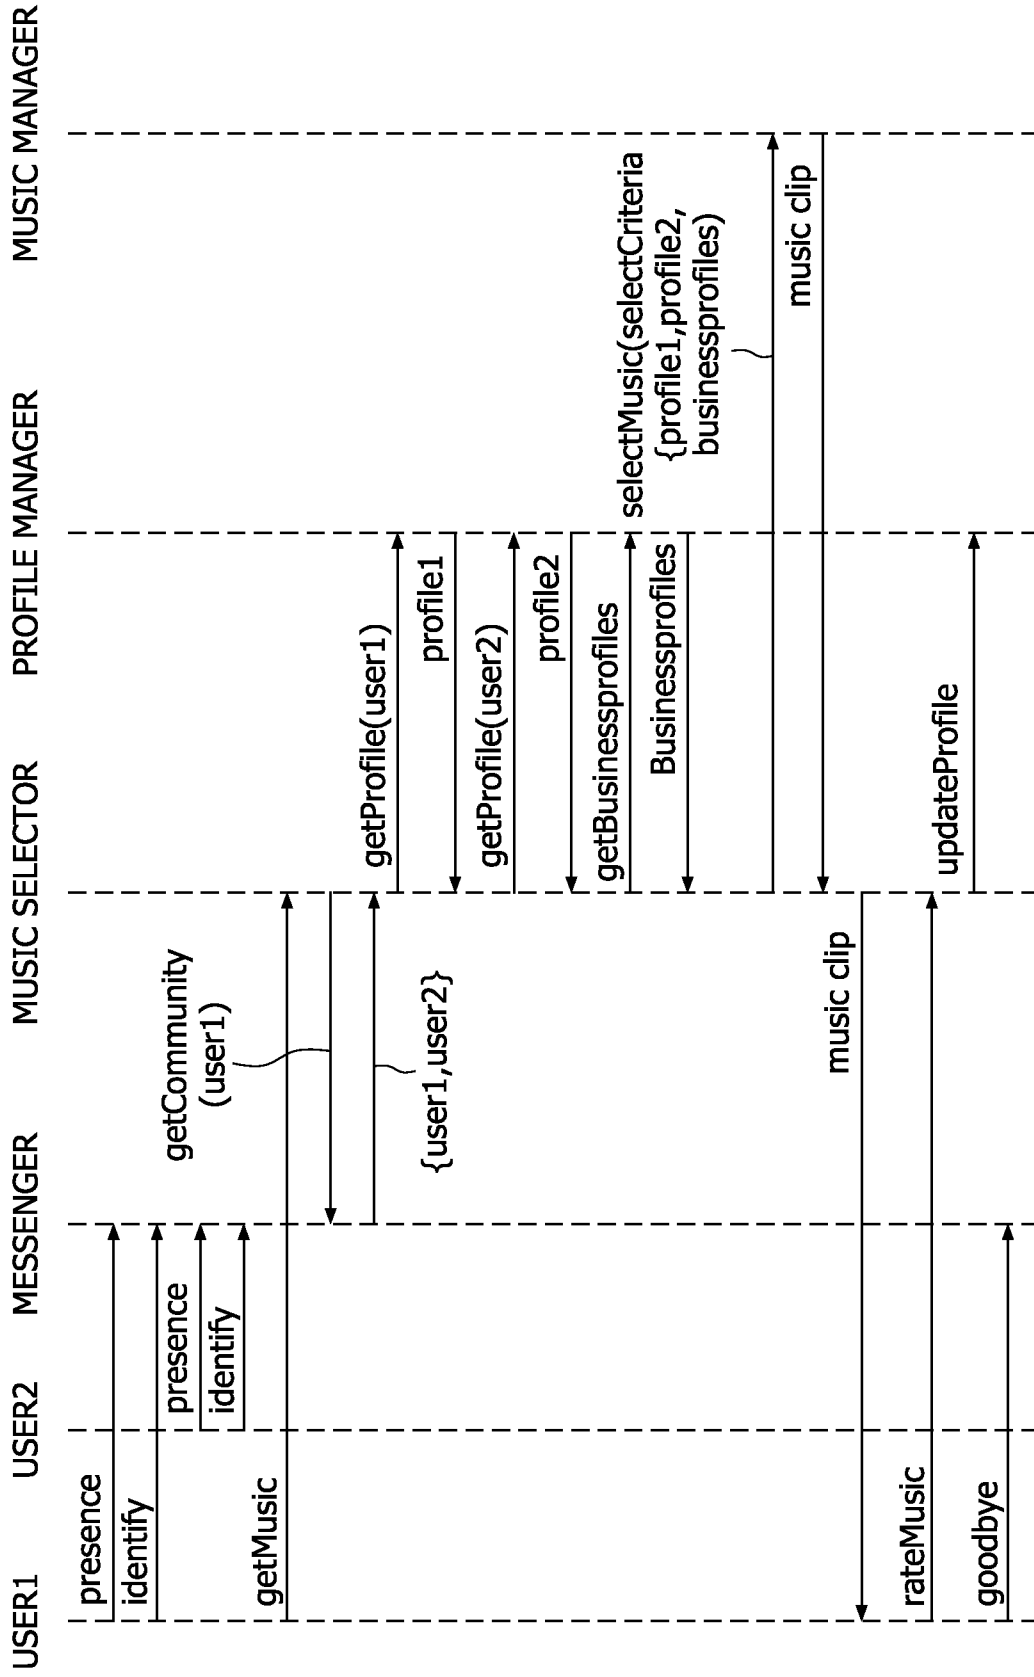 USER1
USER2
MESSENGER
MUSIC SELECTOR
PROFILE MANAGER
MUSIC MANAGER
presence
identify
presence
identify
getMusic
getCommunity
(user1)
{user1,user2}
getProfile(user1)
profile1
getProfile(user2)
profile2
getBusinessprofiles
Businessprofiles
selectMusic(selectCriteria
{profile1,profile2,
businessprofiles)
music clip
music clip
rateMusic
updateProfile
goodbye